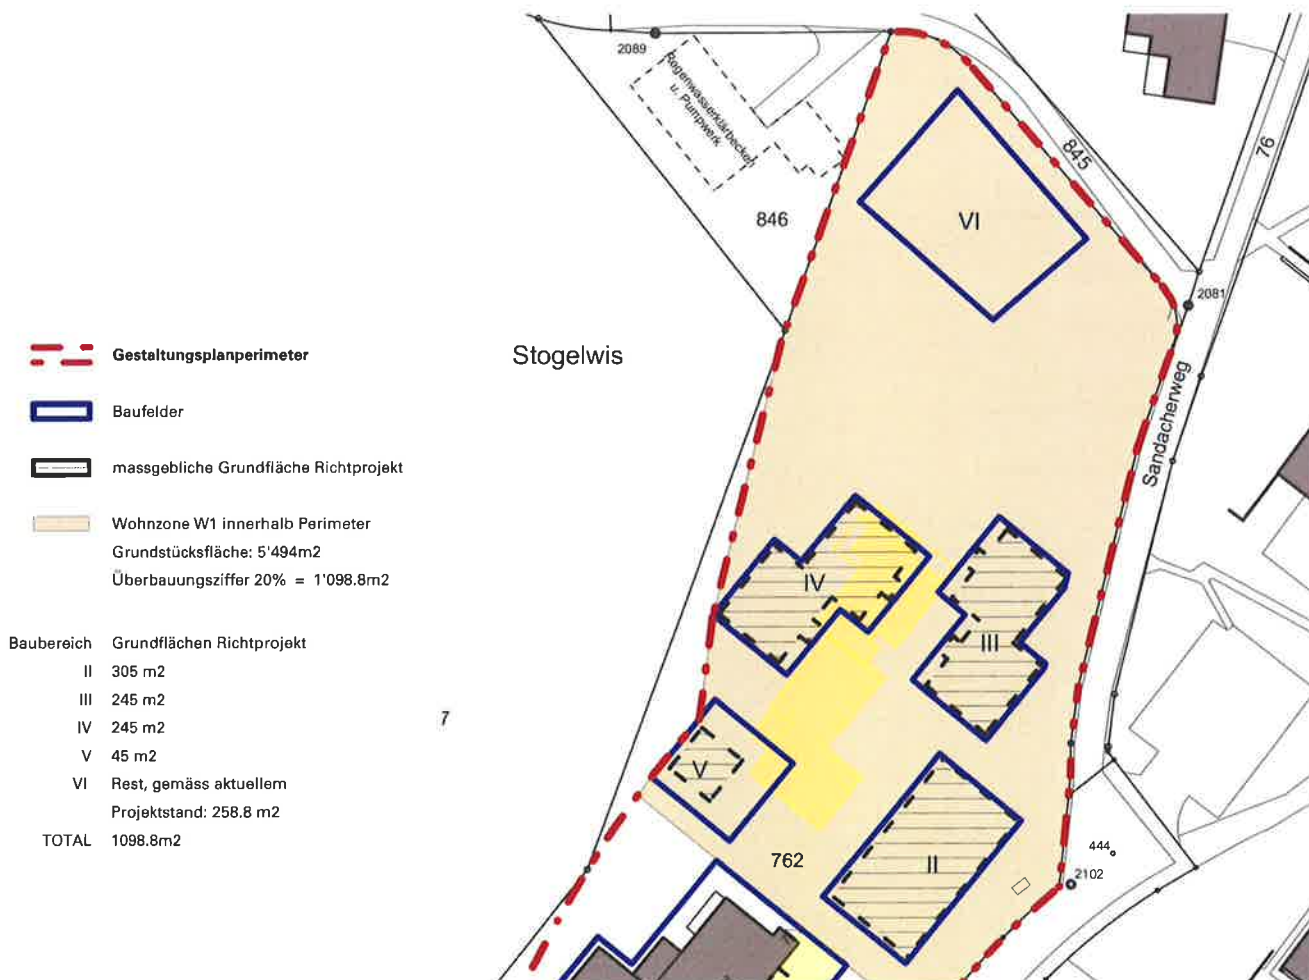 Gestaltungsplanperimeter
Baufelder
massgebliche Grundfläche Richtprojekt
Wohnzone W1 innerhalb Perimeter
Grundstücksfläche: 5'494m2
Überbauungsziffer 20% = 1'098.8m2
Baubereich Grundflächen Richtprojekt
II 305 m2
III 245 m2
IV 245 m2
V 45 m2
VI Rest, gemäss aktuellem
Projektstand: 258.8 m2
TOTAL 1098.8m2
7
Stogelwis
2089
Regenwasserklärbecken
u. Pumpwerk
846
845
76
VI
2081
Sandacherweg
IV
III
V
762
II
444
2102